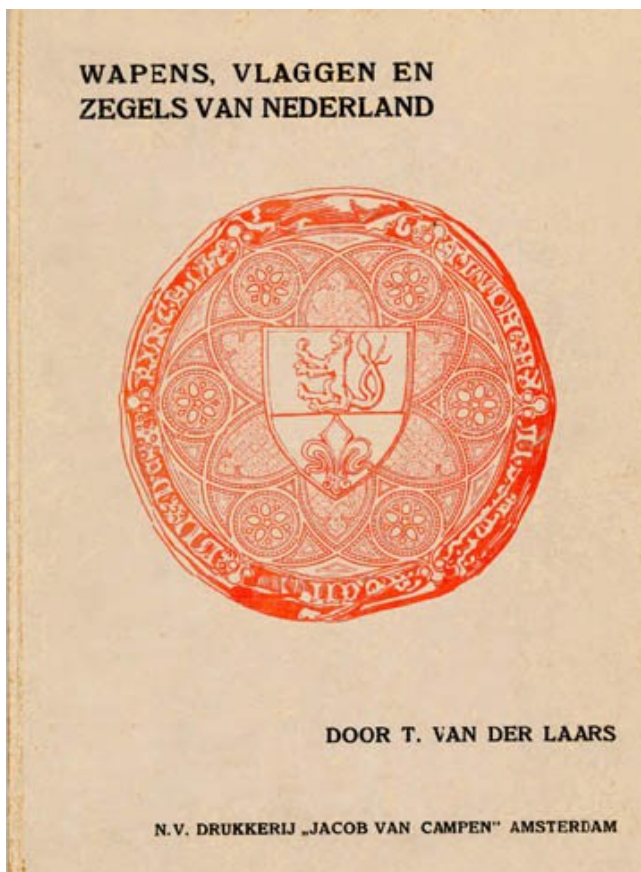 WAPENS, VLAGGEN EN
ZEGELS VAN NEDERLAND
DOOR T. VAN DER LAARS
N.V. DRUKKERIJ „JACOB VAN CAMPEN” AMSTERDAM